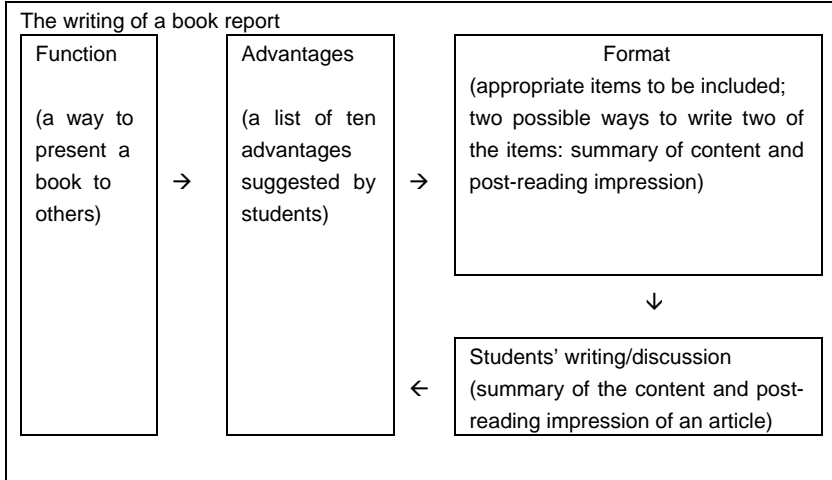 The writing of a book report
Function
(a way to
present a
book to
others)
→
Advantages
(a list of ten
advantages
suggested by
students)
→
Format
(appropriate items to be included;
two possible ways to write two of
the items: summary of content and
post-reading impression)
↓
Students’ writing/discussion
(summary of the content and post-
reading impression of an article)
←